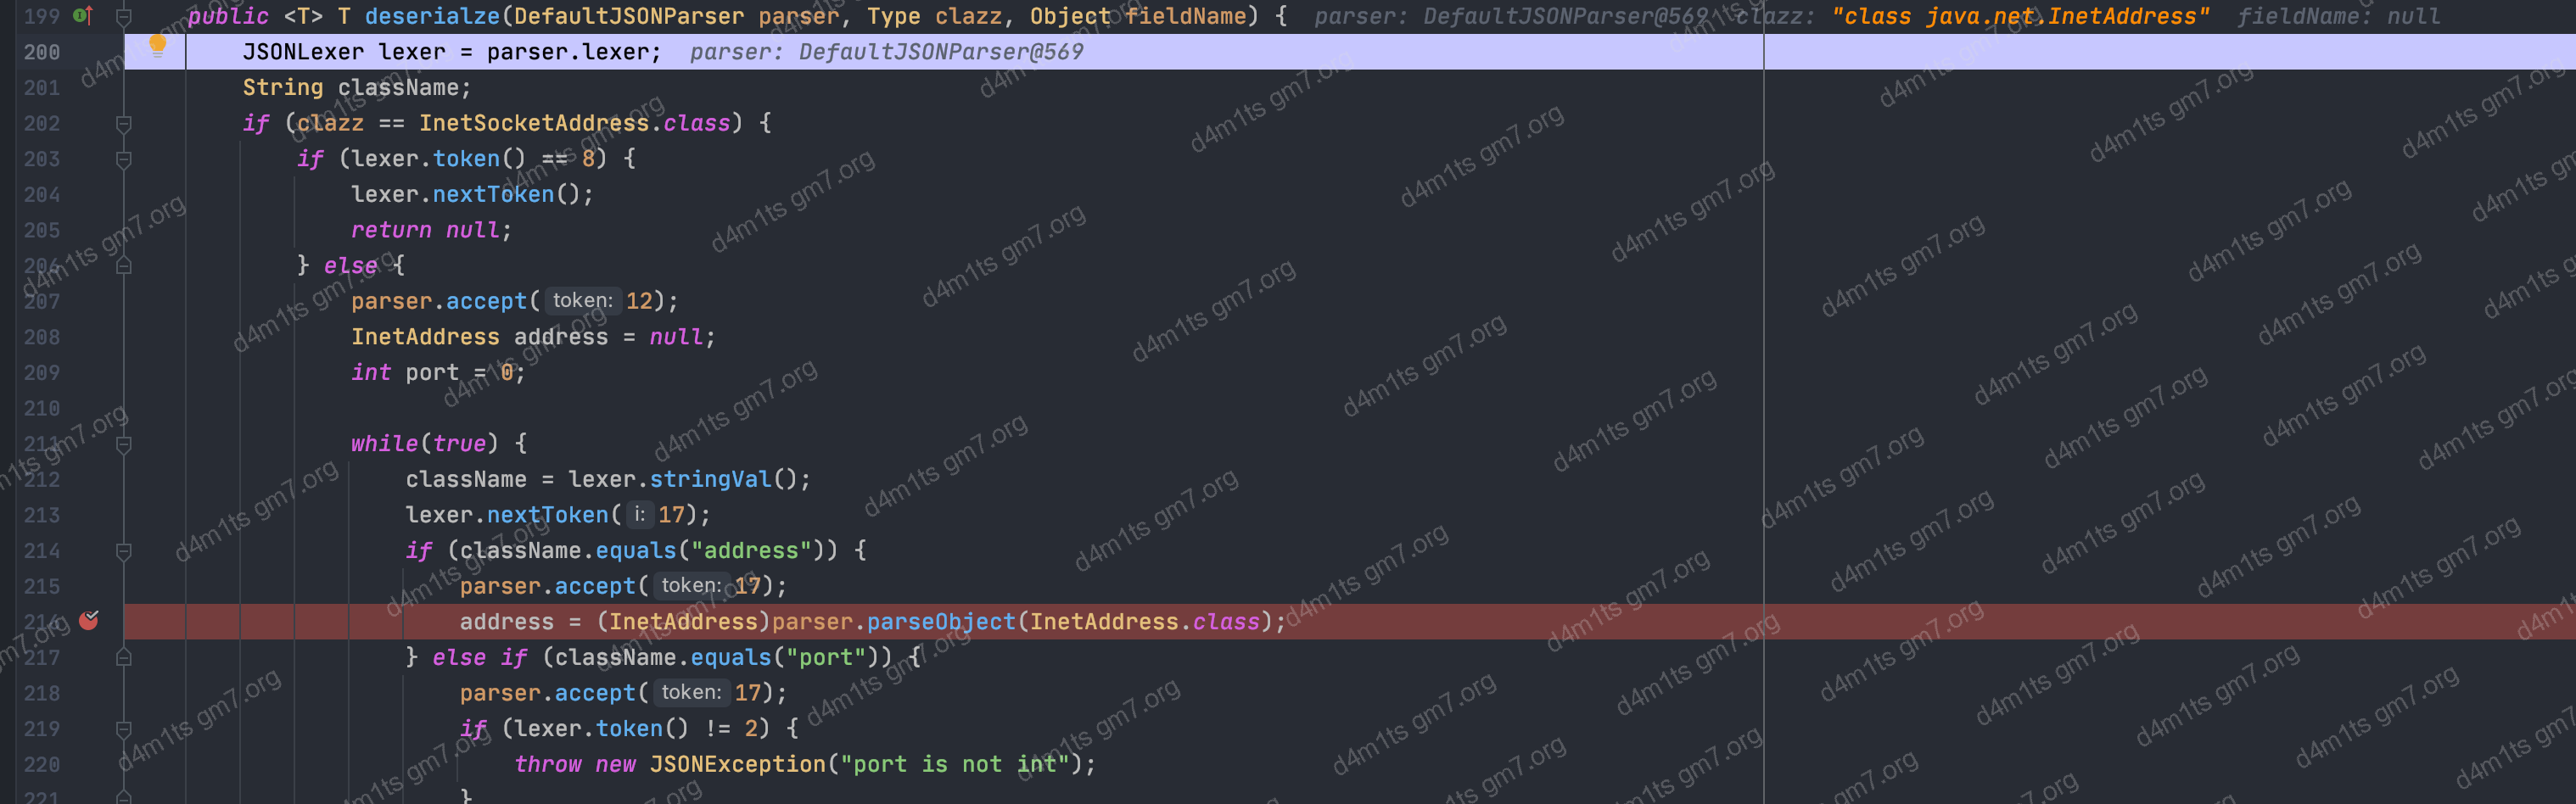 199 public <T> T deserialze(DefaultJSONParser parser, Type clazz, Object fieldName) { parser: DefaultJSONParser@569 clazz: "class java.net.InetAddress" fieldName: null
200 JSONLexer lexer = parser.lexer; parser: DefaultJSONParser@569
201 String className;
202 if (clazz == InetSocketAddress.class) {
203 if (lexer.token() == 8) {
204 lexer.nextToken();
205 return null;
206 } else {
207 parser.accept( token: 12);
208 InetAddress address = null;
209 int port = 0;
210
211 while(true) {
212 className = lexer.stringVal();
213 lexer.nextToken( i: 17);
214 if (className.equals("address")) {
215 parser.accept( token: 17);
216 address = (InetAddress)parser.parseObject(InetAddress.class);
217 } else if (className.equals("port")) {
218 parser.accept( token: 17);
219 if (lexer.token() != 2) {
220 throw new JSONException("port is not int");
221 }
d4m1ts gm7.org